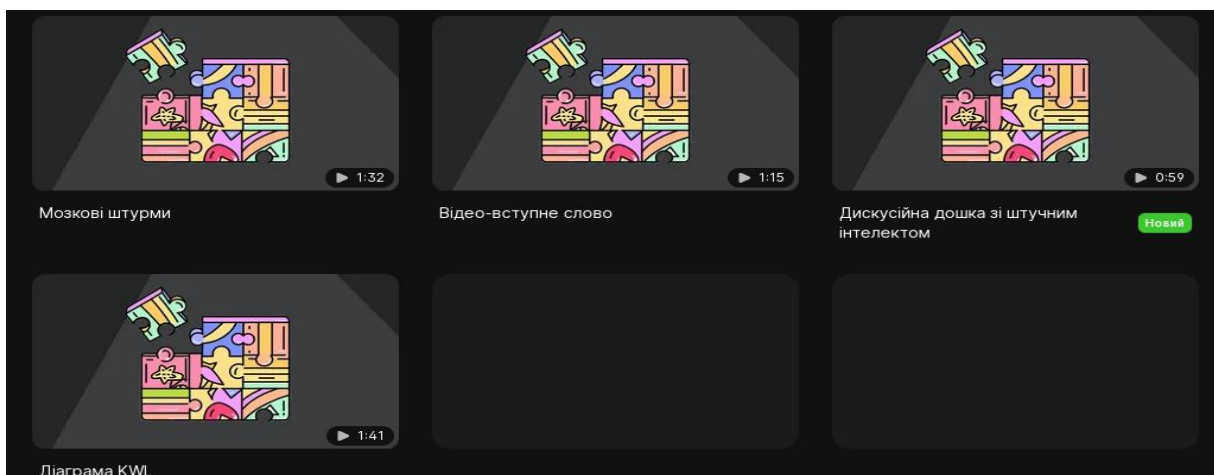 1:32
1:15
0:59
Мозкові штурми
Відео-вступне слово
Дискусійна дошка зі штучним
інтелектом
Новий
1:41
Діаграма KWL